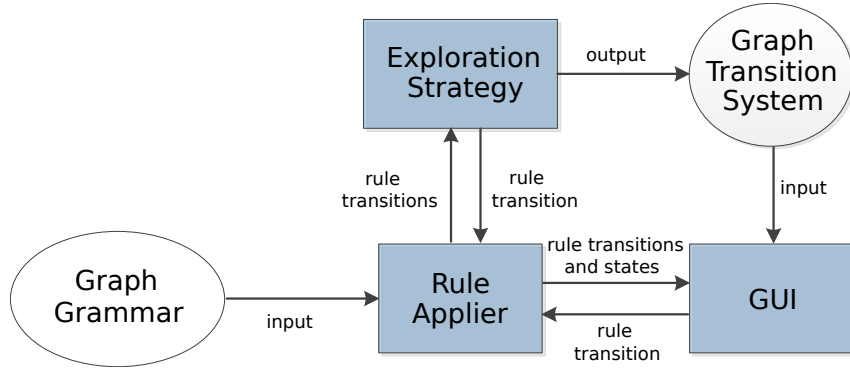 Exploration
Strategy
output
Graph
Transition
System
rule
transitions
rule
transition
input
Graph
Grammar
input
Rule
Applier
rule transitions
and states
rule
transition
GUI